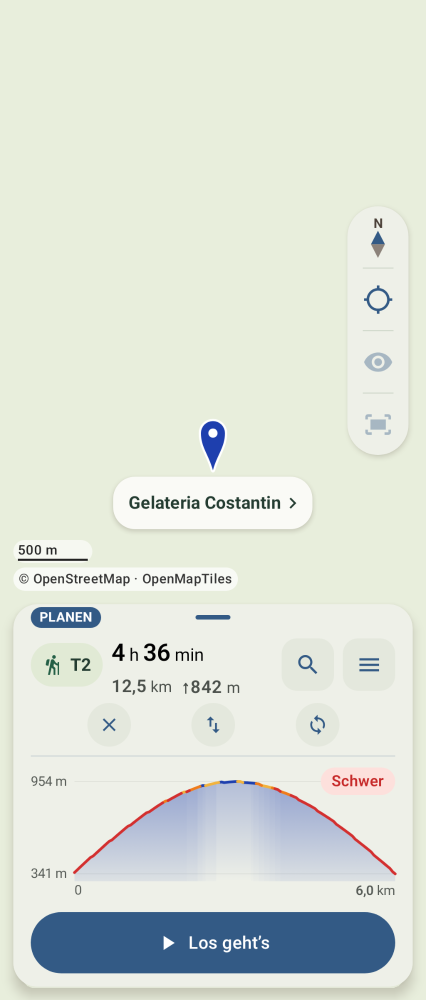 N
Gelateria Costantin
500 m
© OpenStreetMap · OpenMapTiles
PLANEN
T2
4 h 36 min
12,5 km ↑842 m
954 m
Schwer
341 m
0
6,0 km
Los geht's